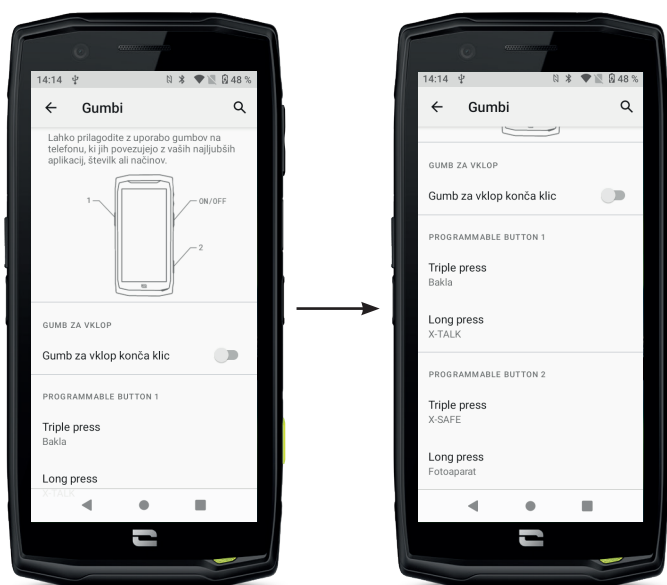 14:14 48 %
Gumbi
Lahko prilagodite z uporabo gumbov na
telefonu, ki jih povezujejo z vaših najljubših
aplikacij, številk ali načinov.
1
ON/OFF
2
GUMB ZA VKLOP
Gumb za vklop konča klic
PROGRAMMABLE BUTTON 1
Triple press
Bakla
Long press
X-TALK
14:14 48 %
Gumbi
GUMB ZA VKLOP
Gumb za vklop konča klic
PROGRAMMABLE BUTTON 1
Triple press
Bakla
Long press
X-TALK
PROGRAMMABLE BUTTON 2
Triple press
X-SAFE
Long press
Fotoaparat